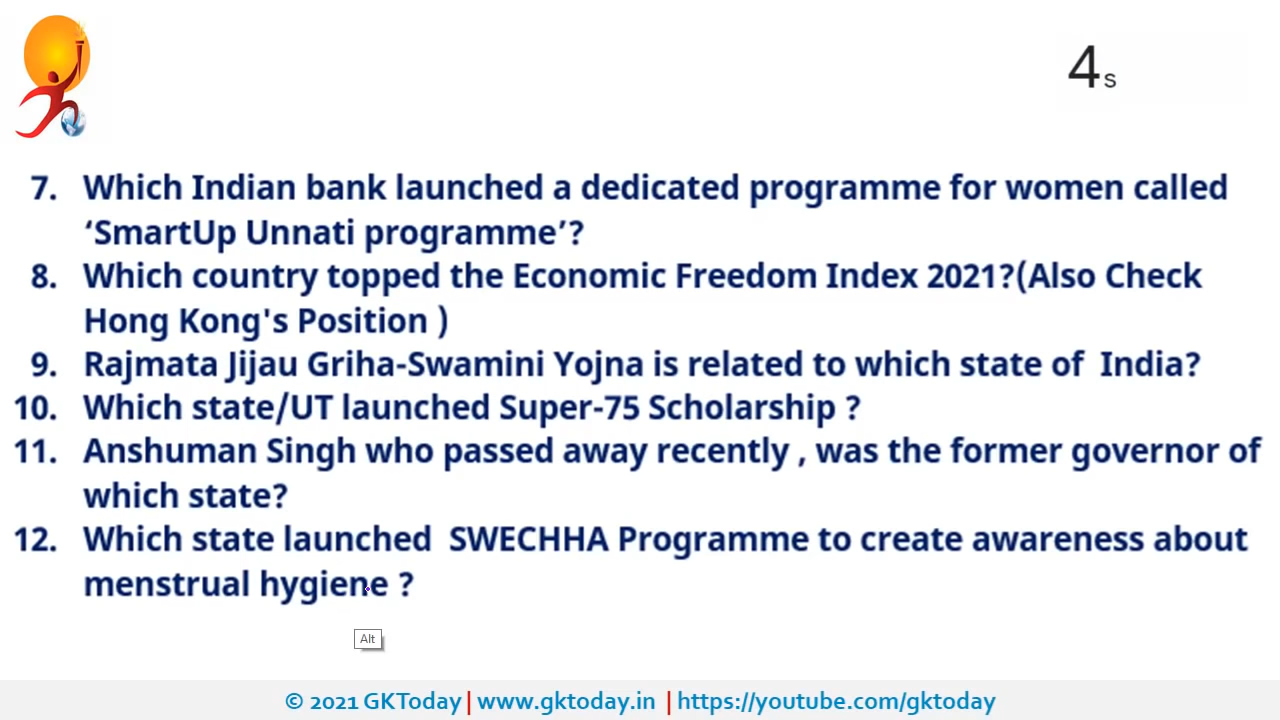 4s
7. Which Indian bank launched a dedicated programme for women called
‘SmartUp Unnati programme’?
8. Which country topped the Economic Freedom Index 2021?(Also Check
Hong Kong's Position )
9. Rajmata Jijau Griha-Swamini Yojna is related to which state of  India?
10. Which state/UT launched Super-75 Scholarship ?
11. Anshuman Singh who passed away recently , was the former governor of
which state?
12. Which state launched  SWECHHA Programme to create awareness about
menstrual hygiene ?
Alt
© 2021 GKToday | www.gktoday.in | https://youtube.com/gktoday